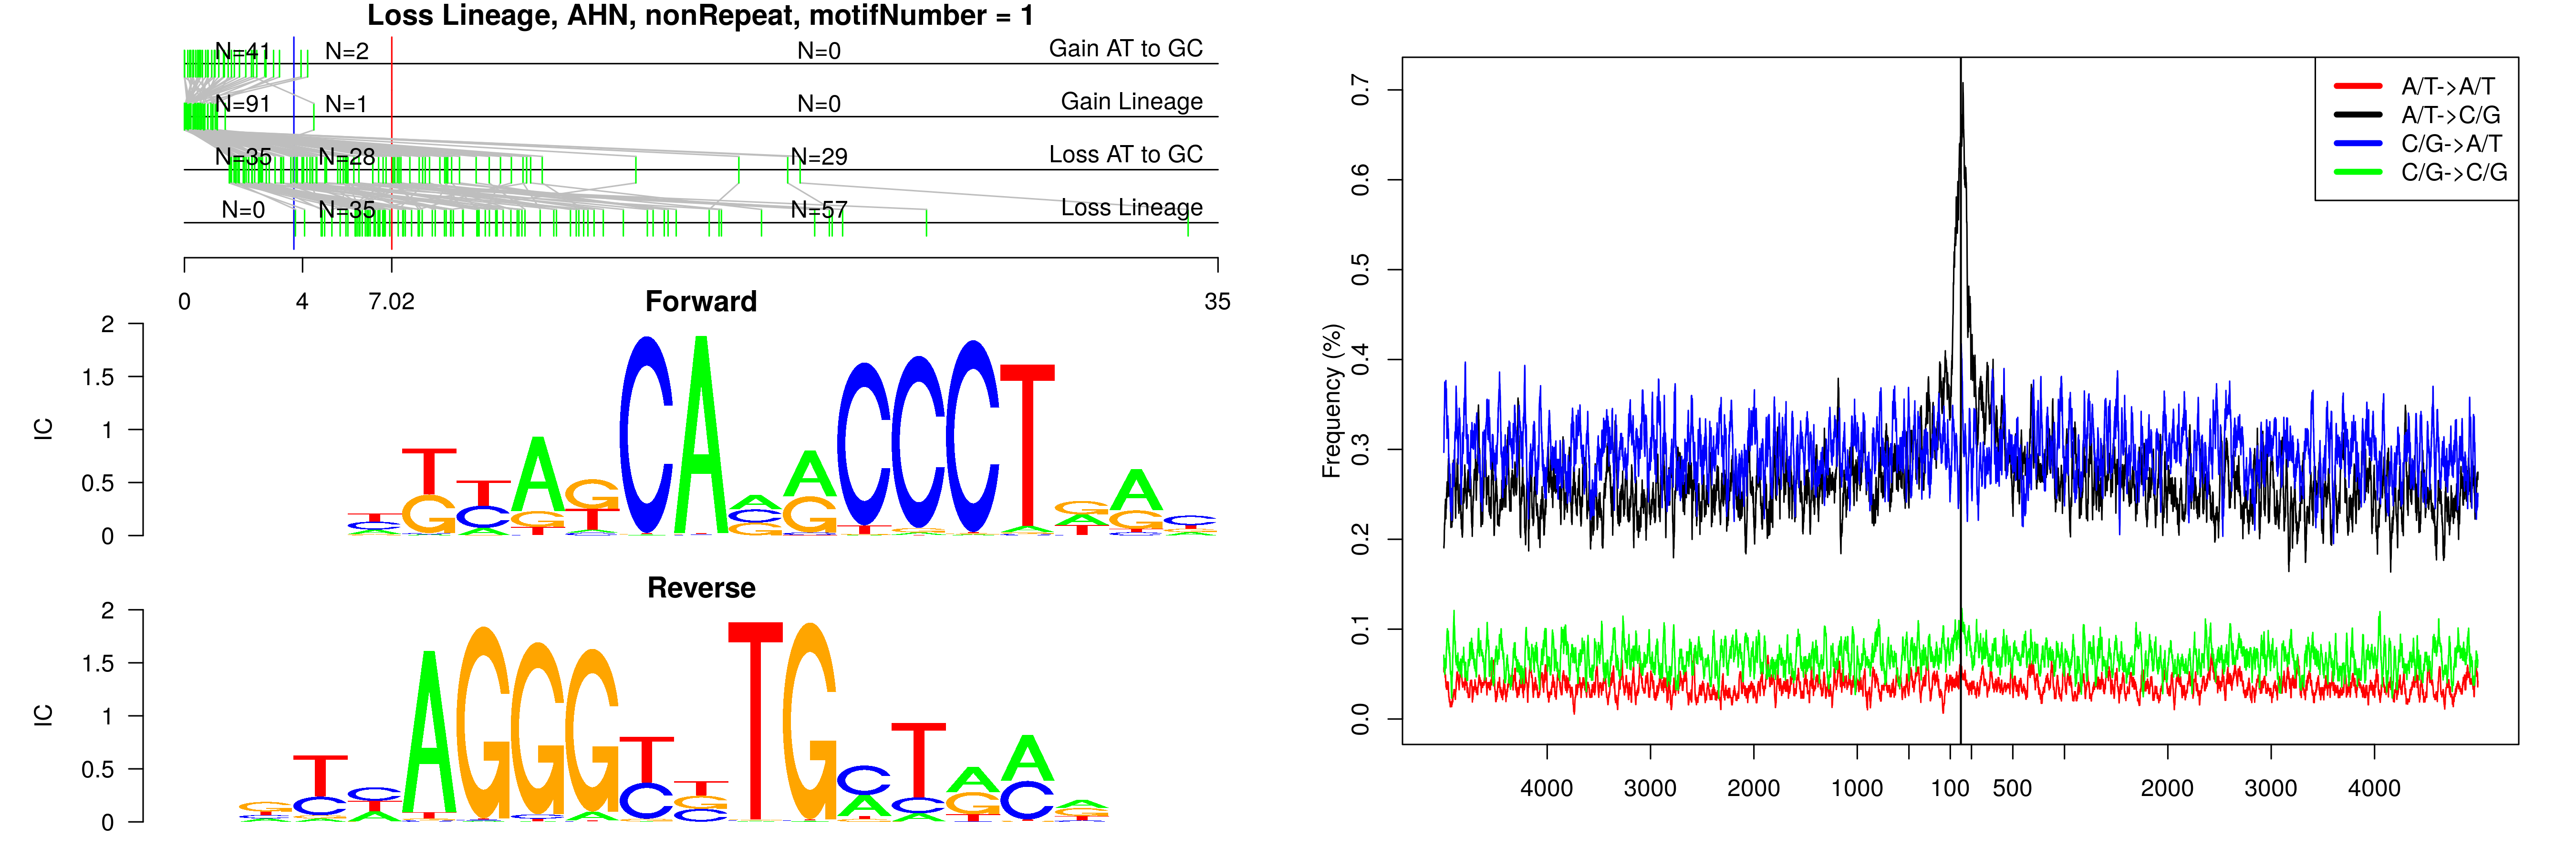 Loss Lineage, AHN, nonRepeat, motifNumber = 1
N=41 N=2 N=0 Gain AT to GC
N=91 N=1 N=0 Gain Lineage
N=35 N=28 N=29 Loss AT to GC
N=0 N=35 N=57 Loss Lineage
0 4 7.02 35
Forward
2
1.5
1
0.5
0
IC
Reverse
2
1.5
1
0.5
0
IC
A/T->A/T
A/T->C/G
C/G->A/T
C/G->C/G
0.7
0.6
0.5
0.4
0.3
0.2
0.1
0.0
Frequency (%)
4000 3000 2000 1000 100 500 2000 3000 4000